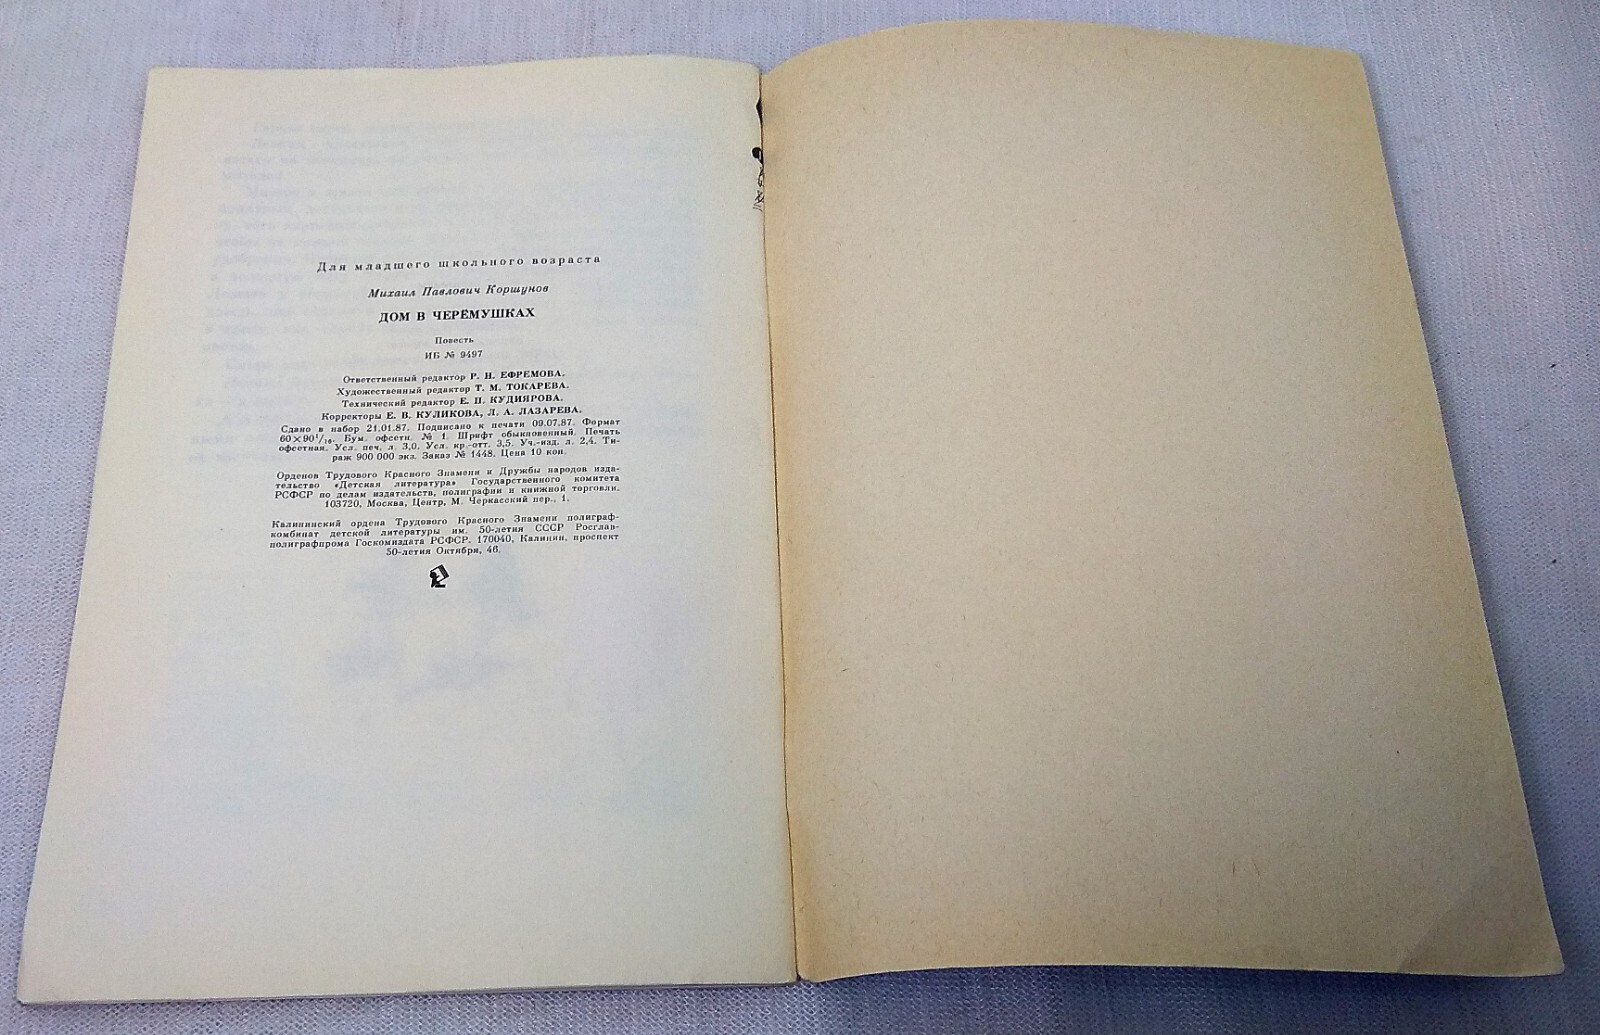 Для младшего школьного возраста
Михаил Павлович Коршунов
ДОМ В ЧЕРЁМУШКАХ
Повесть
ИБ № 9497
Ответственный редактор Р. Н. ЕФРЕМОВА.
Художественный редактор Т. М. ТОКАРЕВА.
Технический редактор Е. П. КУДИЯРОВА.
Корректоры Е. В. КУЛИКОВА, Л. А. ЛАЗАРЕВА.
Сдано в набор 21.01.87. Подписано к печати 09.07.87. Формат
60×90¹/₁₆. Бум. офсетн. № 1. Шрифт обыкновенный. Печать
офсетная. Усл. печ. л. 3,0. Усл. кр.-отт. 3,5. Уч.-изд. л. 2,4. Ти-
раж 900 000 экз. Заказ № 1448. Цена 10 коп.
Орденов Трудового Красного Знамени и Дружбы народов изда-
тельство «Детская литература» Государственного комитета
РСФСР по делам издательств, полиграфии и книжной торговли.
103720, Москва, Центр, М. Черкасский пер., 1.
Калининский ордена Трудового Красного Знамени полиграф-
комбинат детской литературы им. 50-летия СССР Росглав-
полиграфпрома Госкомиздата РСФСР. 170040, Калинин, проспект
50-летия Октября, 46.